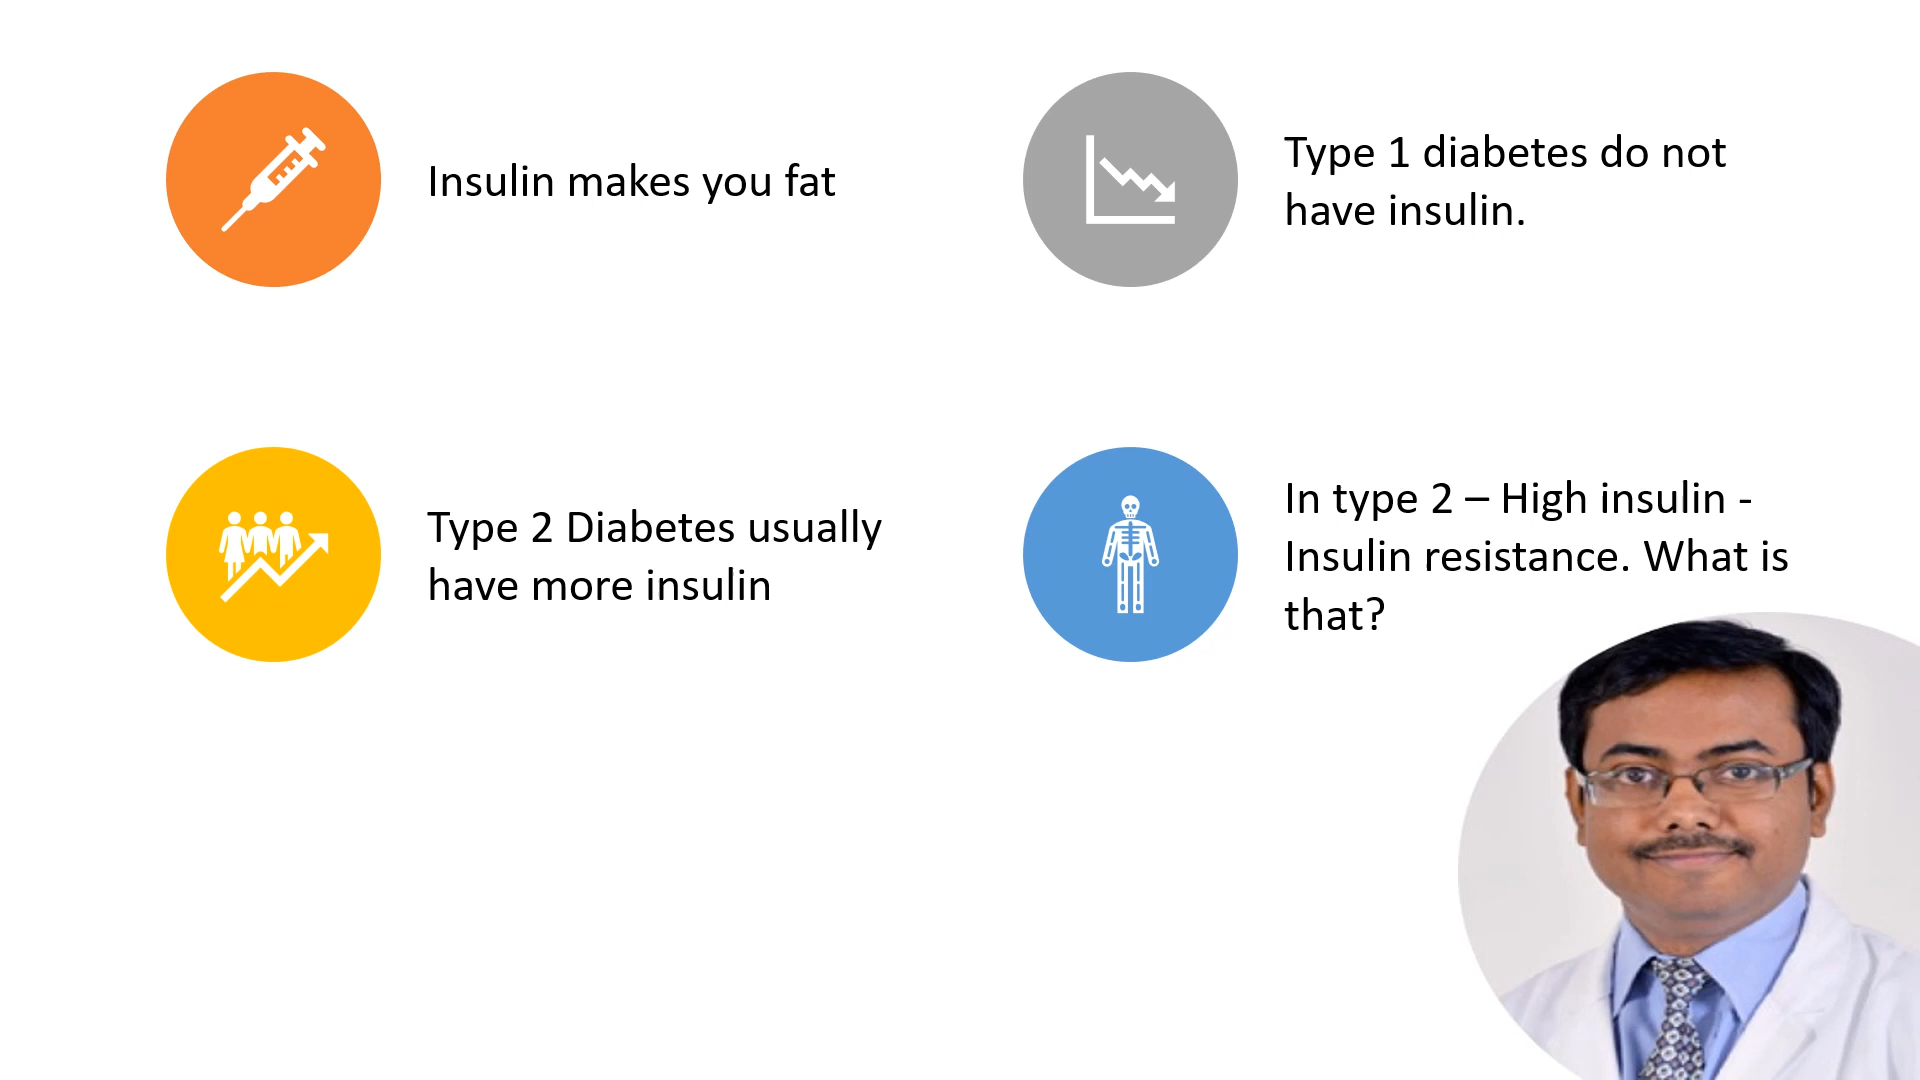 Insulin makes you fat
Type 1 diabetes do not
have insulin.
Type 2 Diabetes usually
have more insulin
In type 2 – High insulin -
Insulin resistance. What is
that?